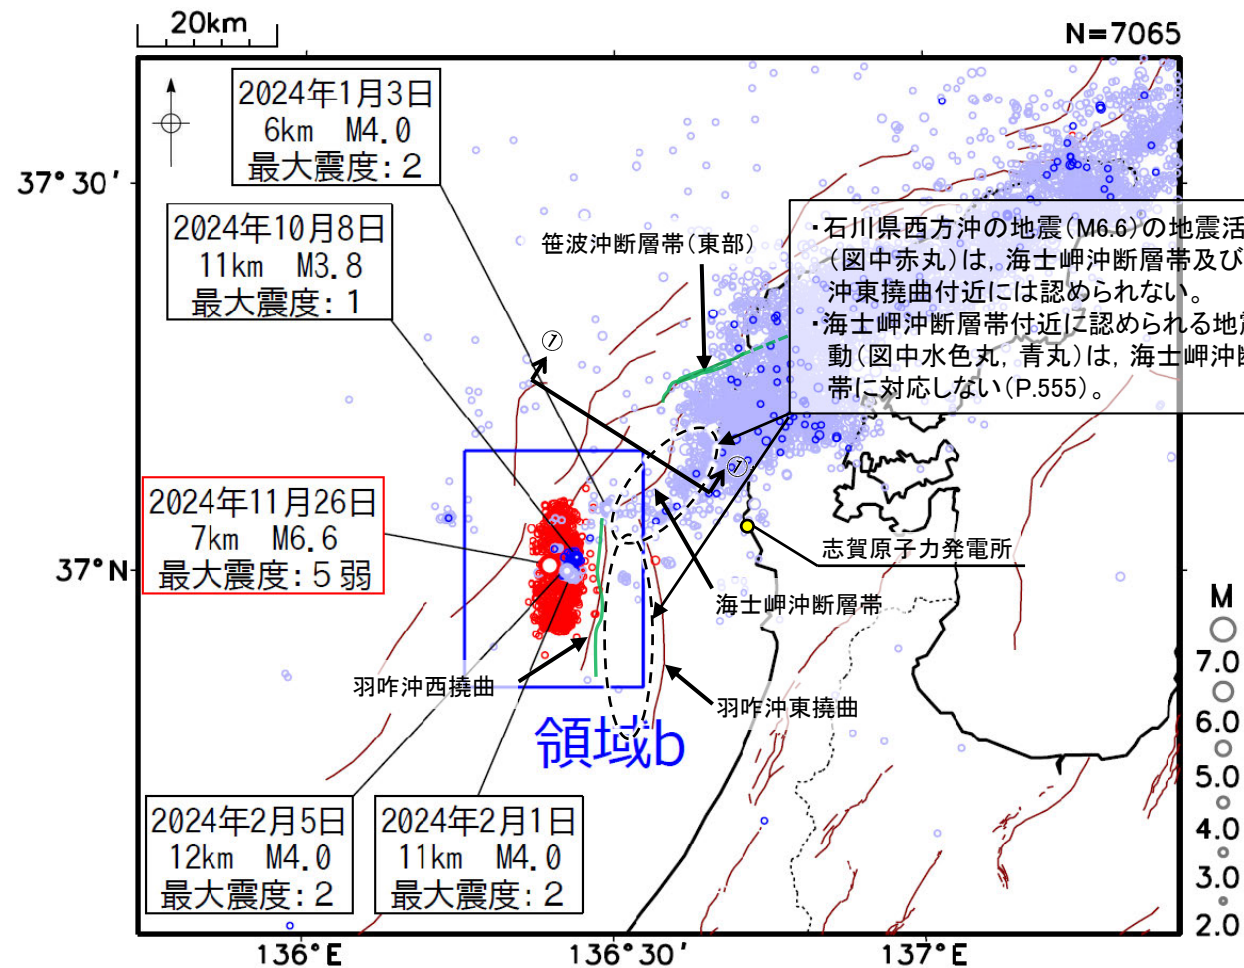 20km
N=7065
2024年1月3日
6km M4.0
最大震度:2
37°30′
2024年10月8日
11km M3.8
最大震度:1
笹波沖断層帯(東部)
・石川県西方沖の地震(M6.6)の地震活
(図中赤丸)は,海士岬沖断層帯及び
沖東撓曲付近には認められない。
・海士岬沖断層帯付近に認められる地震
動(図中水色丸,青丸)は,海士岬沖断
帯に対応しない(P.555)。
①
①
2024年11月26日
7km M6.6
最大震度:5弱
37°N
志賀原子力発電所
海士岬沖断層帯
羽咋沖西撓曲
羽咋沖東撓曲
領域b
2024年2月5日
12km M4.0
最大震度:2
2024年2月1日
11km M4.0
最大震度:2
M
7.0
6.0
5.0
4.0
3.0
2.0
136°E
136°30′
137°E